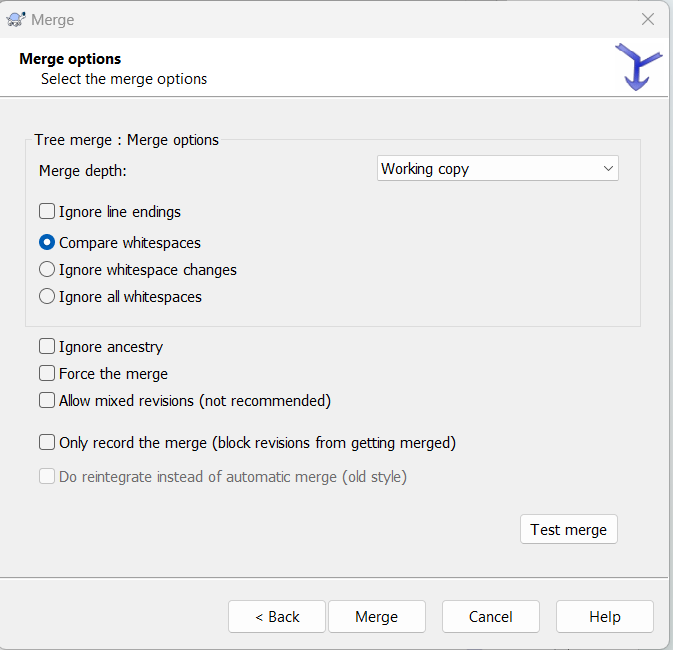 Merge
Merge options
Select the merge options
Tree merge : Merge options
Merge depth:
Working copy
Ignore line endings
Compare whitespaces
Ignore whitespace changes
Ignore all whitespaces
Ignore ancestry
Force the merge
Allow mixed revisions (not recommended)
Only record the merge (block revisions from getting merged)
Do reintegrate instead of automatic merge (old style)
Test merge
< Back
Merge
Cancel
Help